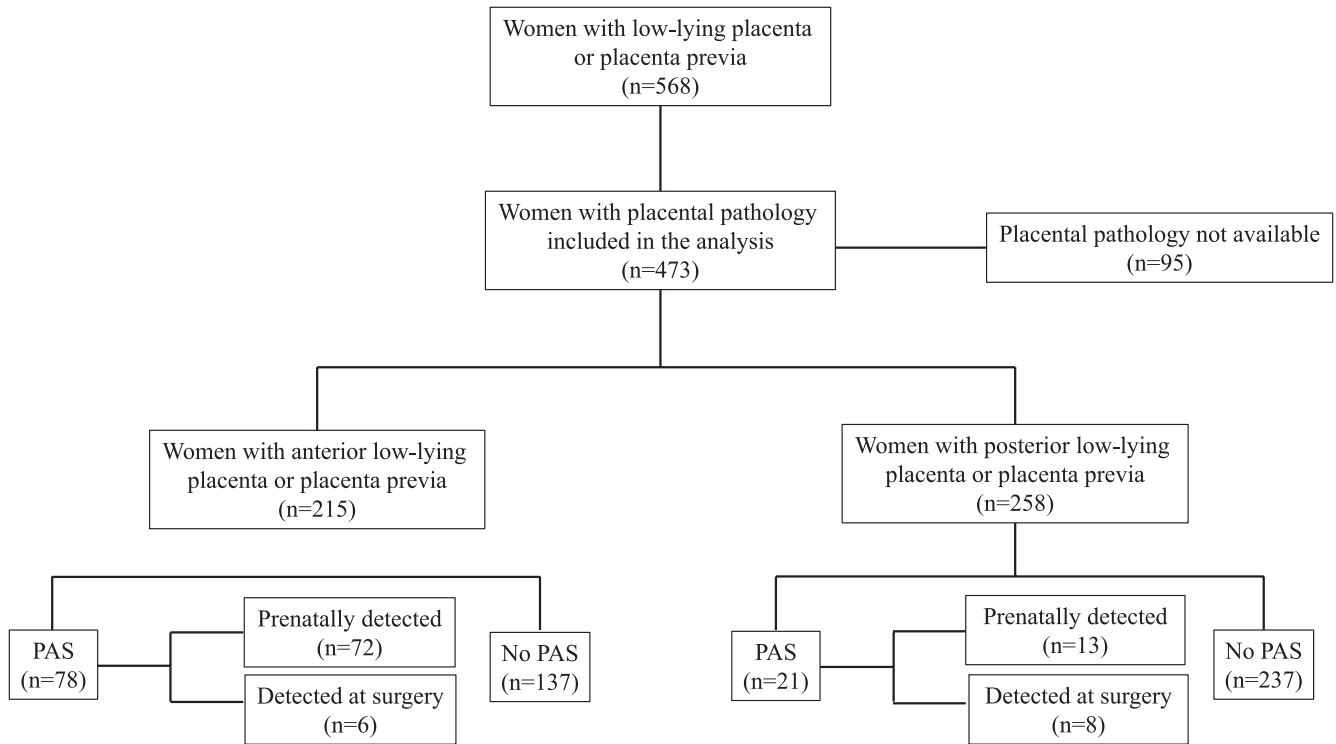 Women with low-lying placenta
or placenta previa
(n=568)
Women with placental pathology
included in the analysis
(n=473)
Placental pathology not available
(n=95)
Women with anterior low-lying
placenta or placenta previa
(n=215)
Women with posterior low-lying
placenta or placenta previa
(n=258)
PAS
(n=78)
Prenatally detected
(n=72)
Detected at surgery
(n=6)
No PAS
(n=137)
PAS
(n=21)
Prenatally detected
(n=13)
Detected at surgery
(n=8)
No PAS
(n=237)